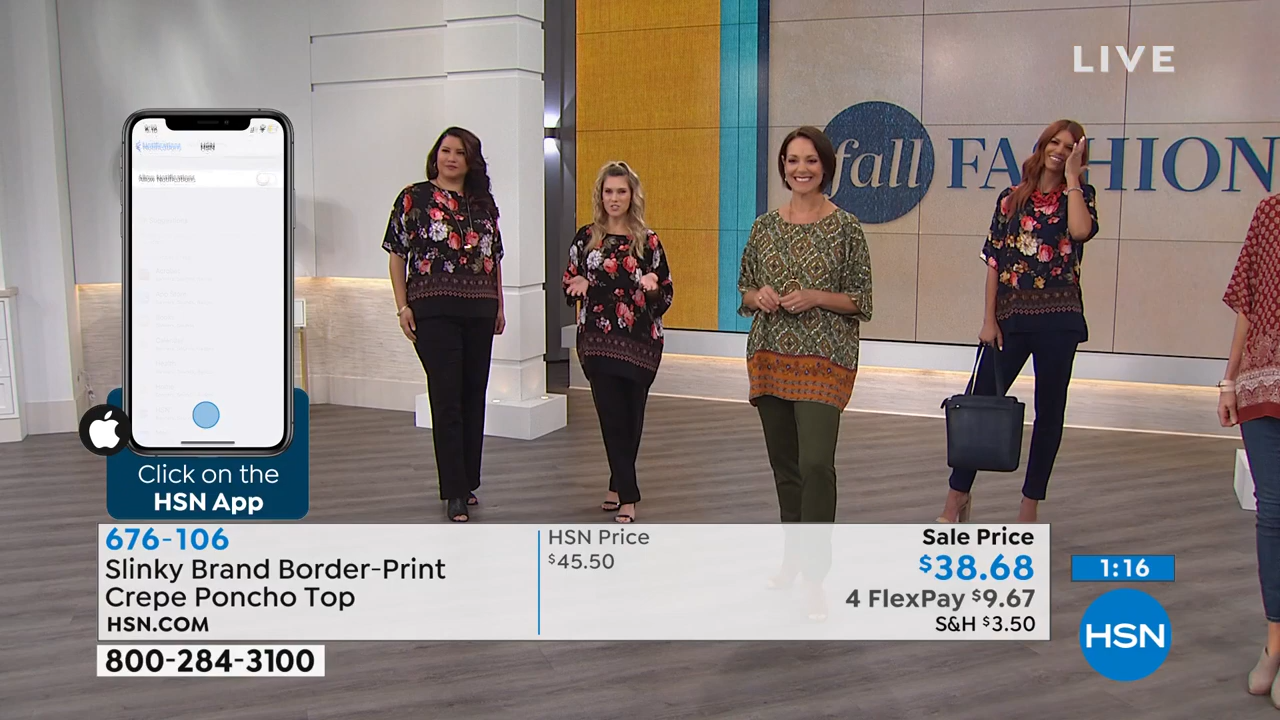 LIVE
fall FASHION
HSN
Allow Notifications
Click on the
HSN App
676-106
Slinky Brand Border-Print
Crepe Poncho Top
HSN.COM
HSN Price
$45.50
Sale Price
$38.68
4 FlexPay $9.67
S&H $3.50
1:16
HSN
800-284-3100